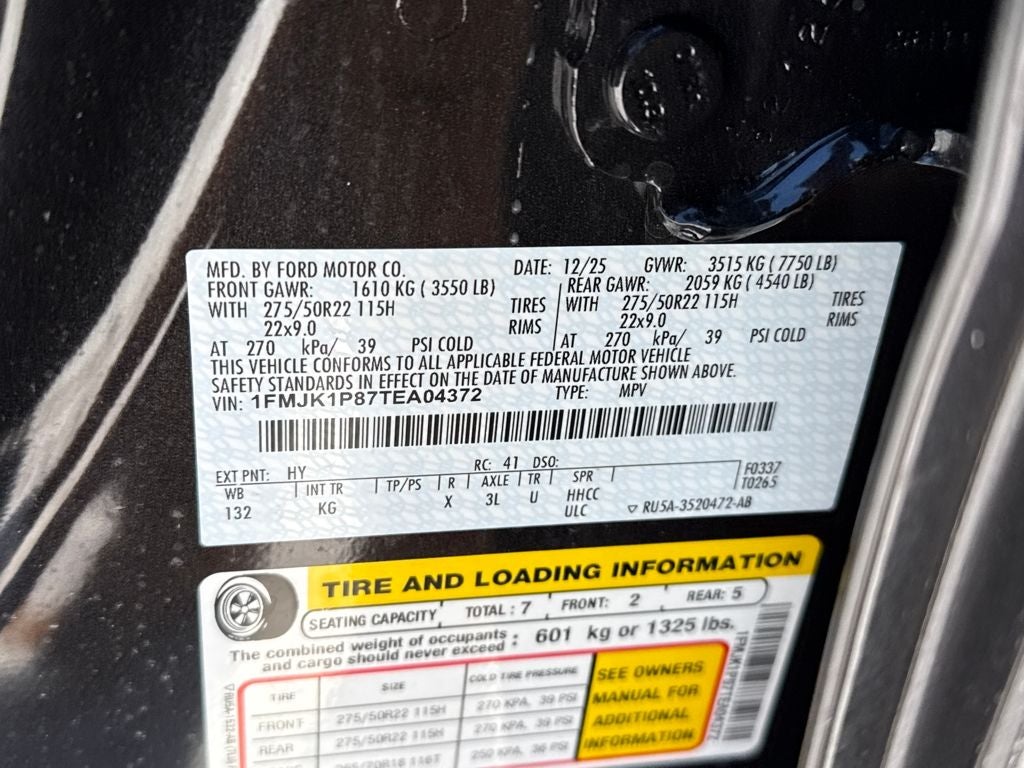 MFD. BY FORD MOTOR CO. DATE: 12/25 GVWR: 3515 KG ( 7750 LB)
FRONT GAWR: 1610 KG ( 3550 LB) REAR GAWR: 2059 KG ( 4540 LB)
WITH 275/50R22 115H TIRES WITH 275/50R22 115H TIRES
22x9.0 RIMS 22x9.0 RIMS
AT 270 kPa/ 39 PSI COLD AT 270 kPa/ 39 PSI COLD
THIS VEHICLE CONFORMS TO ALL APPLICABLE FEDERAL MOTOR VEHICLE
SAFETY STANDARDS IN EFFECT ON THE DATE OF MANUFACTURE SHOWN ABOVE.
VIN: 1FMJK1P87TEA04372 TYPE: MPV
EXT PNT: HY RC: 41 DSO: F0337
WB INT TR TP/PS R AXLE TR SPR T0265
132 KG X 3L U HHCC
ULC ▽ RU5A-3520472-AB
TIRE AND LOADING INFORMATION
SEATING CAPACITY TOTAL : 7 FRONT: 2 REAR: 5
The combined weight of occupants
and cargo should never exceed : 601 kg or 1325 lbs.
TIRE SIZE COLD TIRE PRESSURE
FRONT 275/50R22 115H 270 KPA, 39 PSI
REAR 275/50R22 115H 270 KPA, 39 PSI
250 KPA, 36 PSI
SEE OWNERS
MANUAL FOR
ADDITIONAL
INFORMATION
1FMJK1P87TEA04372